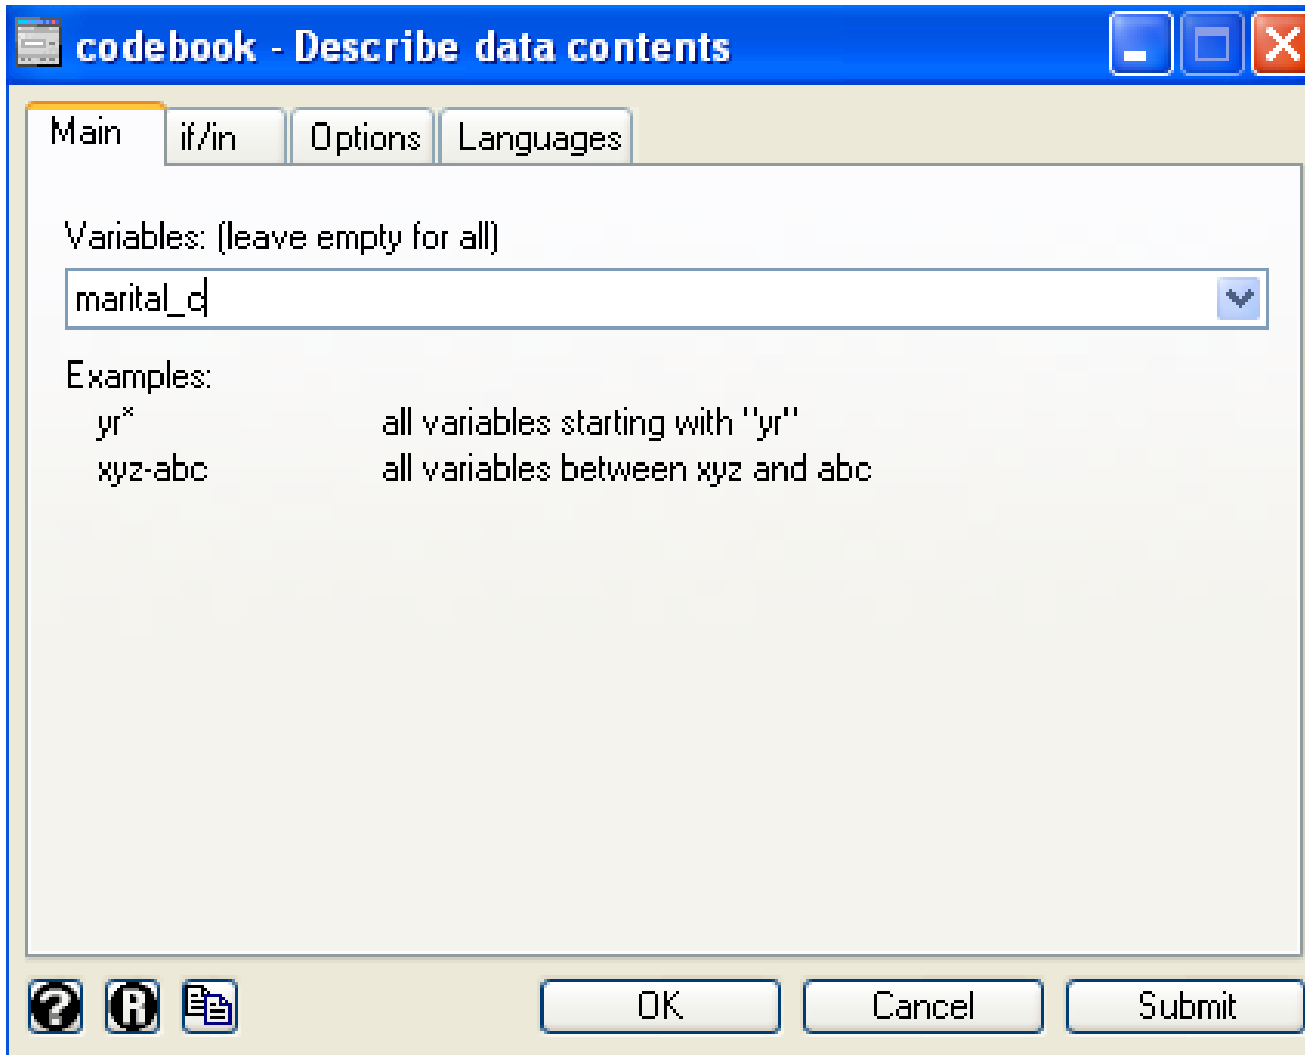 codebook - Describe data contents
Main if/in Options Languages
Variables: (leave empty for all)
marital_c
Examples:
yr* all variables starting with "yr"
xyz-abc all variables between xyz and abc
? R OK Cancel Submit